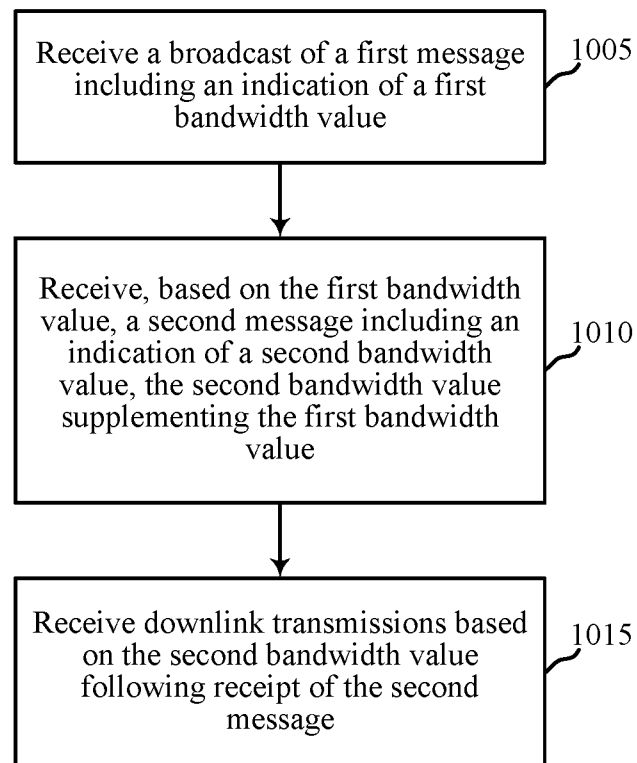 Receive a broadcast of a first message
including an indication of a first
bandwidth value
1005
Receive, based on the first bandwidth
value, a second message including an
indication of a second bandwidth
value, the second bandwidth value
supplementing the first bandwidth
value
1010
Receive downlink transmissions based
on the second bandwidth value
following receipt of the second
message
1015